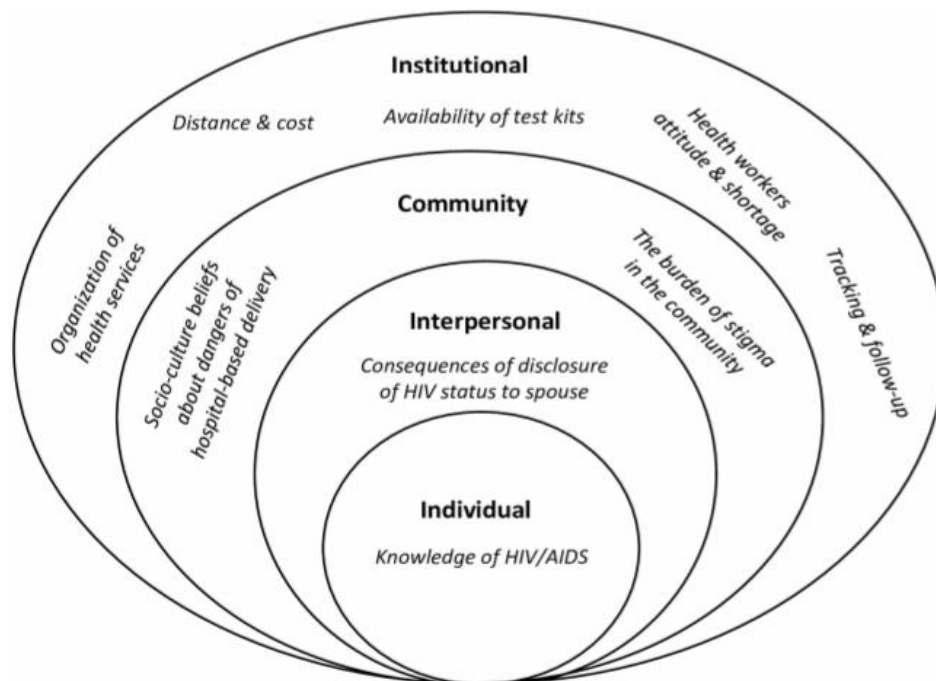 Institutional
Distance & cost
Availability of test kits
Health workers
attitude & shortage
Tracking & follow-up
Organization of
health services
Community
Socio-culture beliefs
about dangers of
hospital-based delivery
The burden of stigma
in the community
Interpersonal
Consequences of disclosure
of HIV status to spouse
Individual
Knowledge of HIV/AIDS